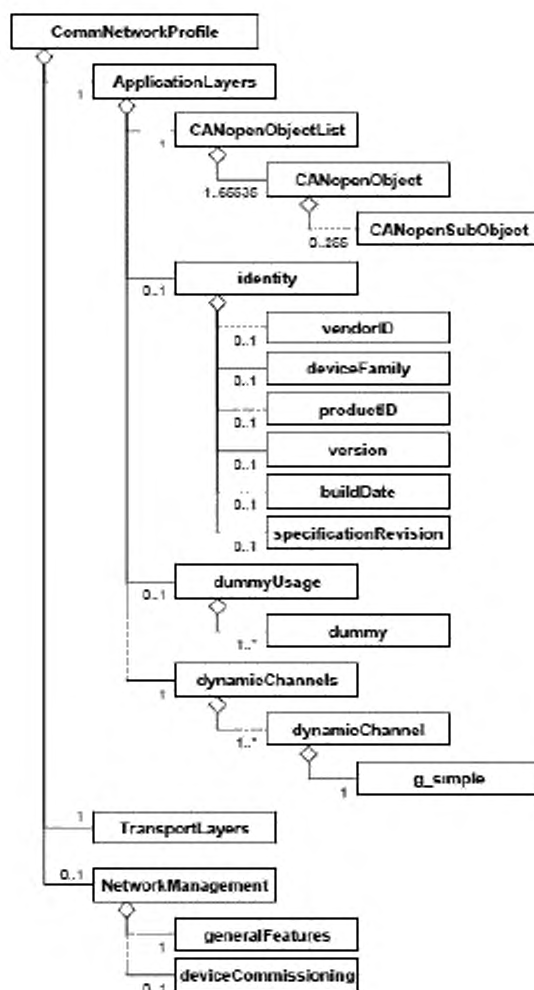 CommNetworkProfile
ApplicationLayers
1
CANopenObjectList
1
CANopenObject
1..65535
CANopenSubObject
0..255
identity
0..1
vendorID
0..1
deviceFamily
0..1
productID
0..1
version
0..1
buildDate
0..1
specificationRevision
0..1
dummyUsage
0..1
dummy
1..*
dynamicChannels
1
dynamicChannel
1..*
g_simple
1
1
TransportLayers
0..1
NetworkManagement
generalFeatures
1
deviceCommissioning
0..1